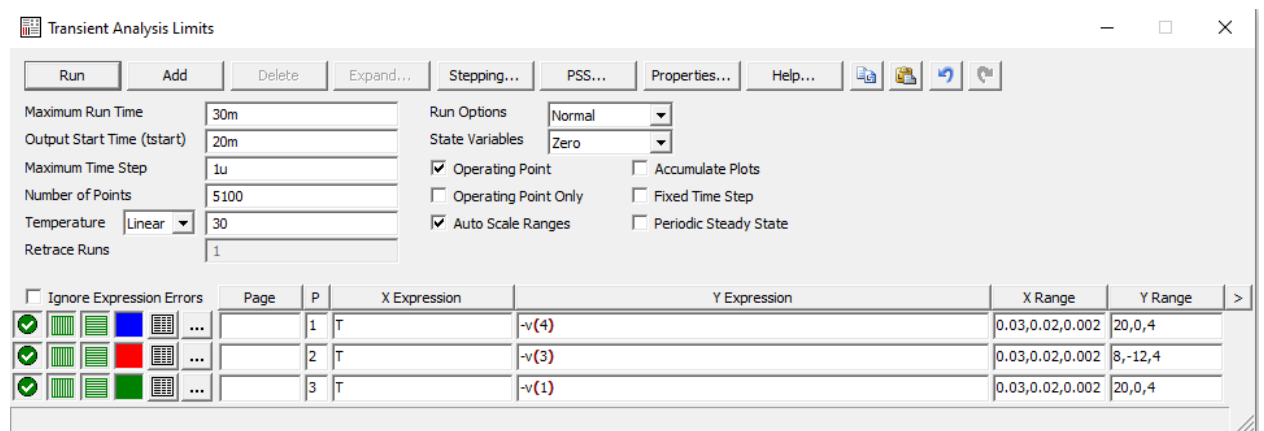 Transient Analysis Limits
Run Add Delete Expand... Stepping... PSS... Properties... Help...
Maximum Run Time 30m Run Options Normal
Output Start Time (tstart) 20m State Variables Zero
Maximum Time Step 1u Operating Point Accumulate Plots
Number of Points 5100 Operating Point Only Fixed Time Step
Temperature Linear 30 Auto Scale Ranges Periodic Steady State
Retrace Runs 1
Ignore Expression Errors Page P X Expression Y Expression X Range Y Range >
... 1 T -v(4) 0.03,0.02,0.002 20,0,4
... 2 T -v(3) 0.03,0.02,0.002 8,-12,4
... 3 T -v(1) 0.03,0.02,0.002 20,0,4